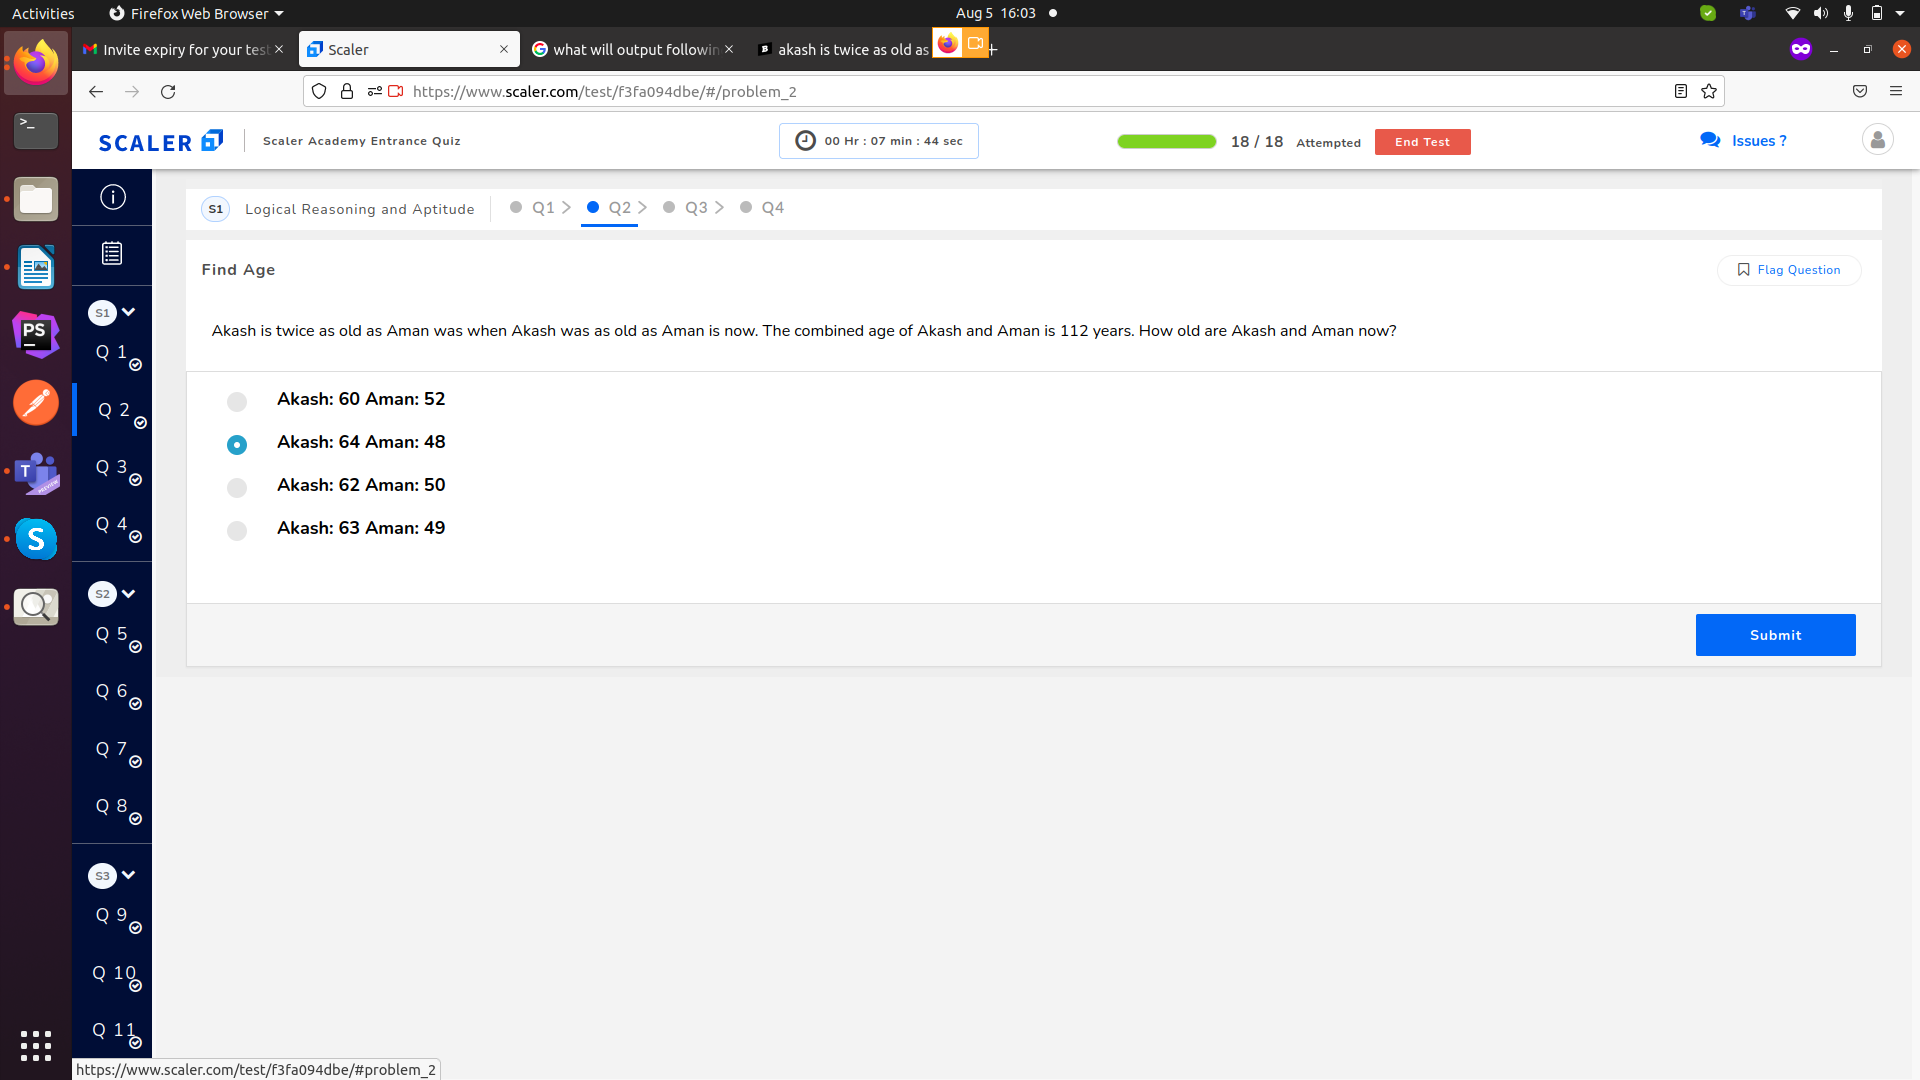 Activities
Firefox Web Browser
Aug 5 16:03
Invite expiry for your test
Scaler
what will output followin
akash is twice as old as
https://www.scaler.com/test/f3fa094dbe/#/problem_2
SCALER
Scaler Academy Entrance Quiz
00 Hr : 07 min : 44 sec
18 / 18 Attempted
End Test
Issues ?
S1 Logical Reasoning and Aptitude
Q1
Q2
Q3
Q4
Find Age
Flag Question
Akash is twice as old as Aman was when Akash was as old as Aman is now. The combined age of Akash and Aman is 112 years. How old are Akash and Aman now?
Akash: 60 Aman: 52
Akash: 64 Aman: 48
Akash: 62 Aman: 50
Akash: 63 Aman: 49
Submit
S1
Q 1
Q 2
Q 3
Q 4
S2
Q 5
Q 6
Q 7
Q 8
S3
Q 9
Q 10
Q 11
PS
T
PREVIEW
S
https://www.scaler.com/test/f3fa094dbe/#problem_2